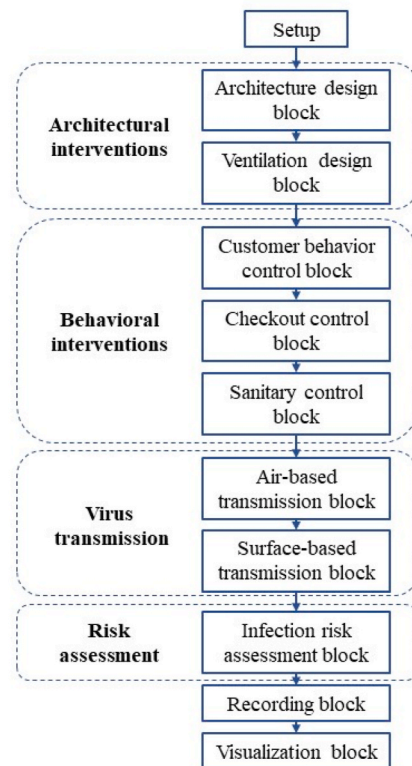 Setup
Architectural
interventions
Architecture design
block
Ventilation design
block
Behavioral
interventions
Customer behavior
control block
Checkout control
block
Sanitary control
block
Virus
transmission
Air-based
transmission block
Surface-based
transmission block
Risk
assessment
Infection risk
assessment block
Recording block
Visualization block